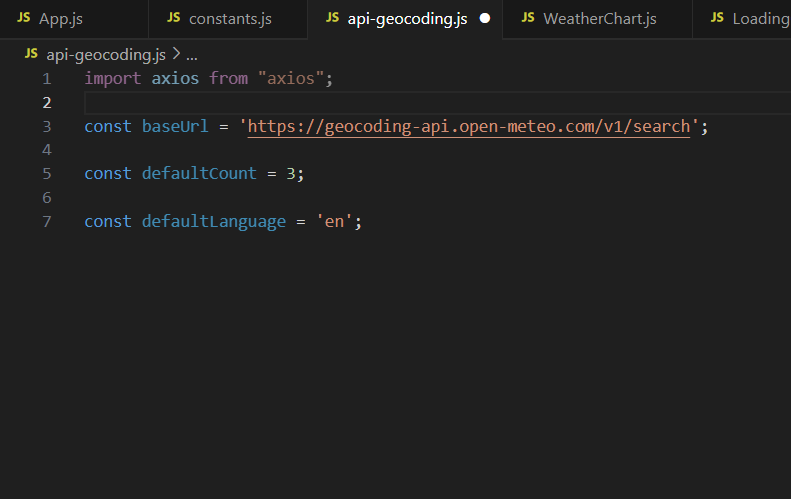 JS App.js JS constants.js JS api-geocoding.js JS WeatherChart.js JS Loading
JS api-geocoding.js > ...
1 import axios from "axios";
2
3 const baseUrl = 'https://geocoding-api.open-meteo.com/v1/search';
4
5 const defaultCount = 3;
6
7 const defaultLanguage = 'en';